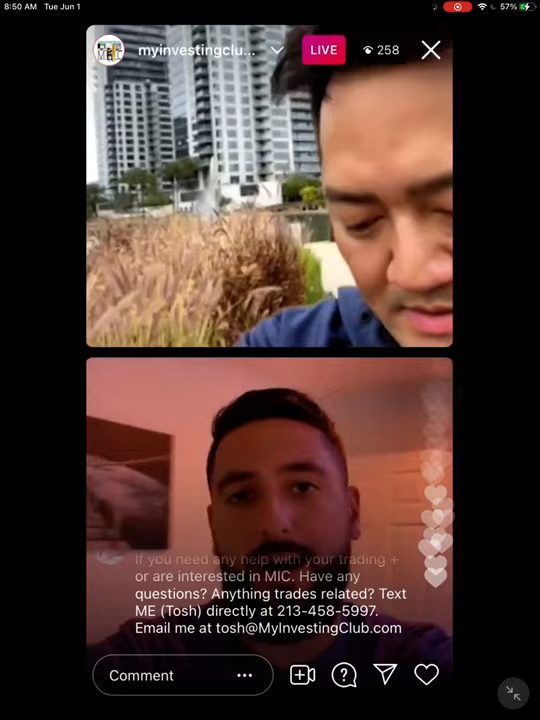 8:50 AM Tue Jun 1
57%
myinvestingclu...
LIVE
258
If you need any help with your trading +
or are interested in MIC. Have any
questions? Anything trades related? Text
ME (Tosh) directly at 213-458-5997.
Email me at tosh@MyInvestingClub.com
Comment